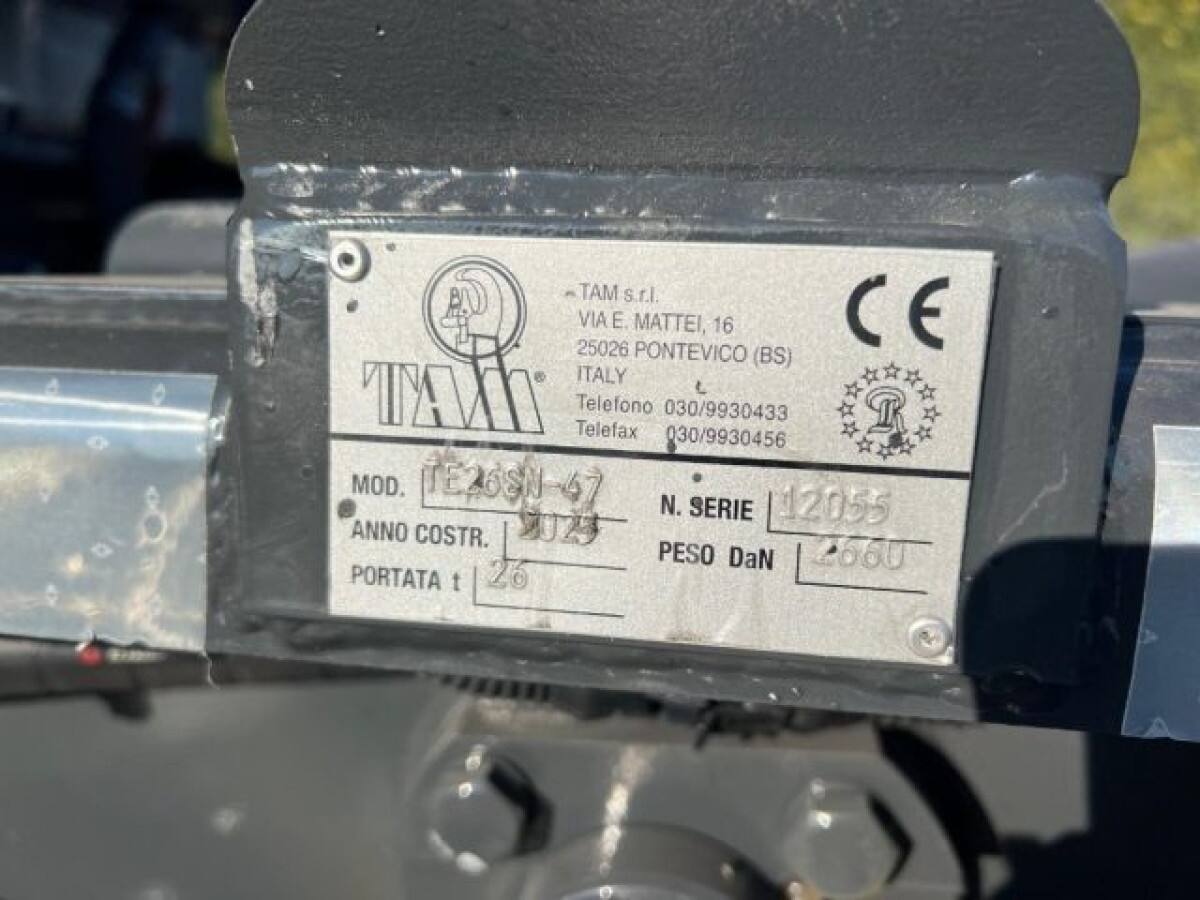 TAM®
TAM s.r.l.
VIA E. MATTEI, 16
25026 PONTEVICO (BS)
ITALY
Telefono 030/9930433
Telefax 030/9930456
CE
MOD. TE26SN-47
ANNO COSTR.
PORTATA t 26
N. SERIE 12055
PESO DaN 2660